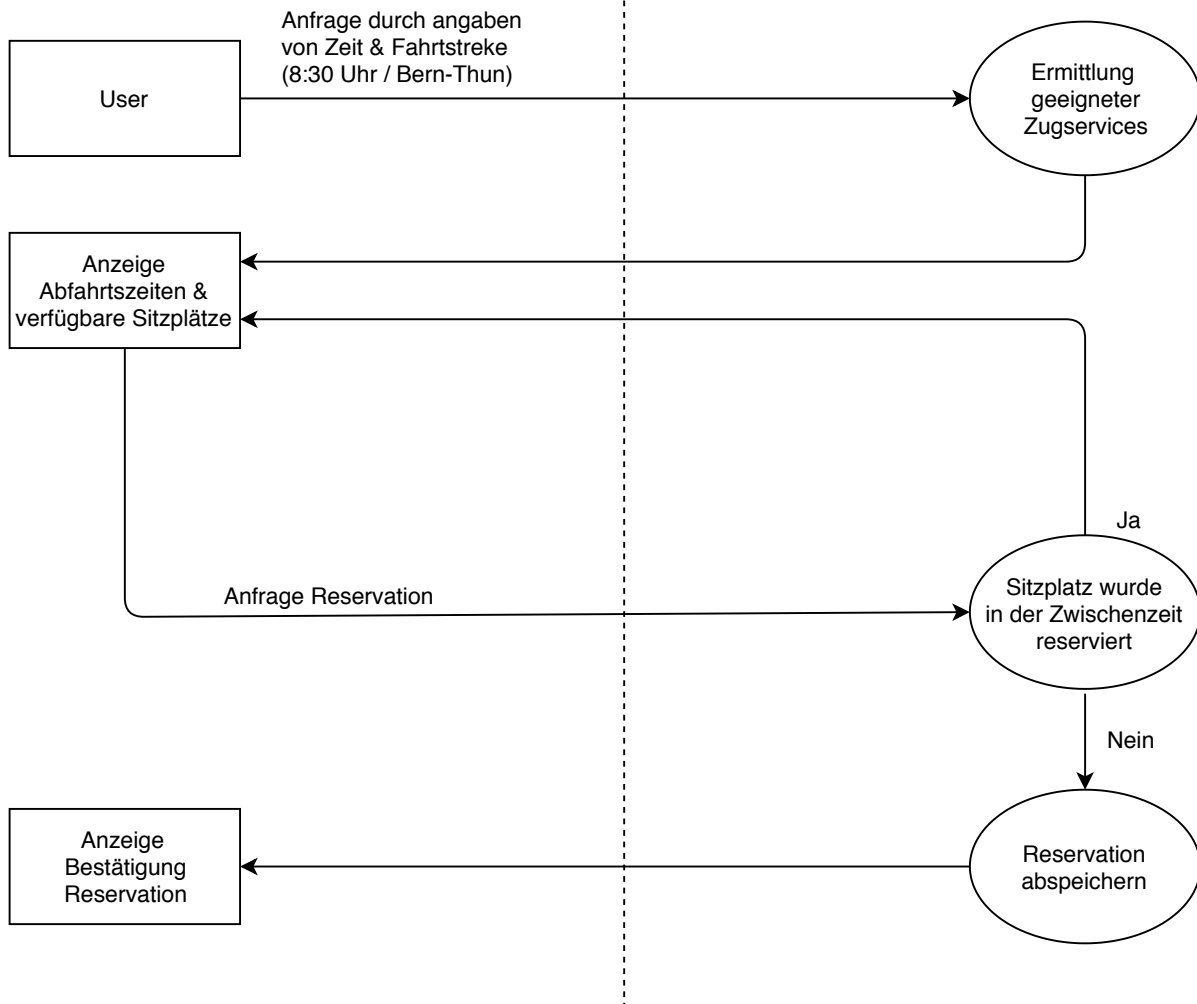 Anfrage durch angaben
von Zeit & Fahrtstreke
(8:30 Uhr / Bern-Thun)
User
Ermittlung
geeigneter
Zugservices
Anzeige
Abfahrtszeiten &
verfügbare Sitzplätze
Ja
Anfrage Reservation
Sitzplatz wurde
in der Zwischenzeit
reserviert
Nein
Anzeige
Bestätigung
Reservation
Reservation
abspeichern